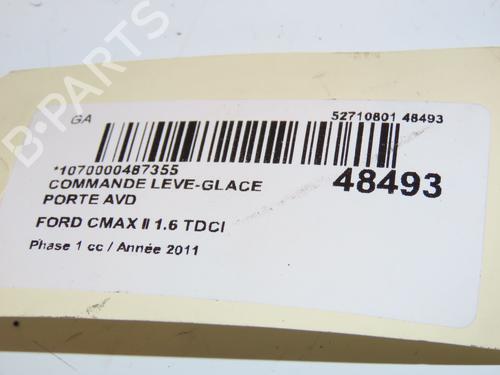 B-PARTS
GA
52710801 48493
*1070000487355
48493
COMMANDE LEVE-GLACE
PORTE AVD
FORD CMAX II 1.6 TDCI
Phase 1 cc / Année 2011